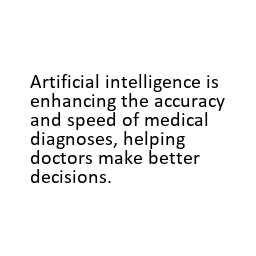 Artificial intelligence is
enhancing the accuracy
and speed of medical
diagnoses, helping
doctors make better
decisions.